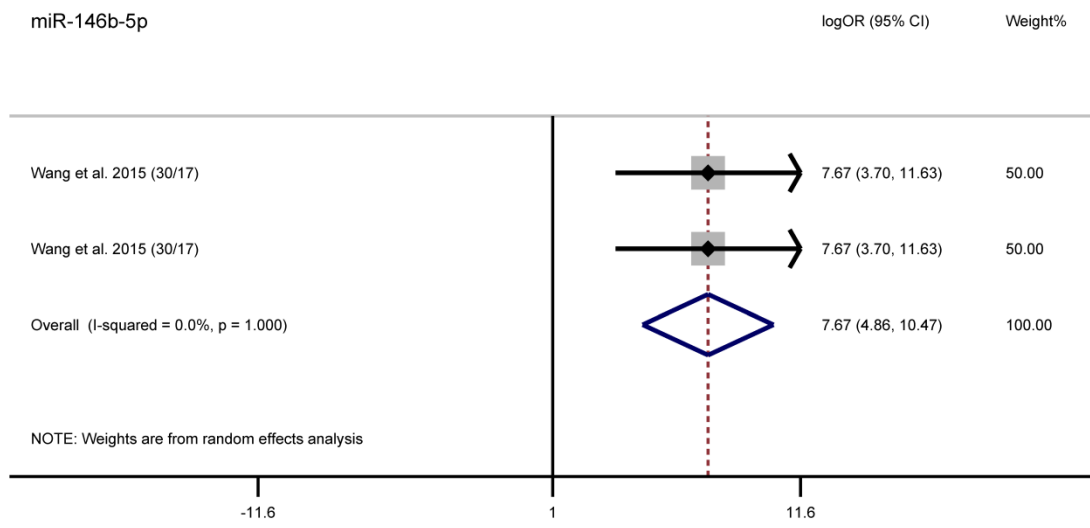 miR-146b-5p logOR (95% CI) Weight%
Wang et al. 2015 (30/17) 7.67 (3.70, 11.63) 50.00
Wang et al. 2015 (30/17) 7.67 (3.70, 11.63) 50.00
Overall (I-squared = 0.0%, p = 1.000) 7.67 (4.86, 10.47) 100.00
NOTE: Weights are from random effects analysis
-11.6 1 11.6